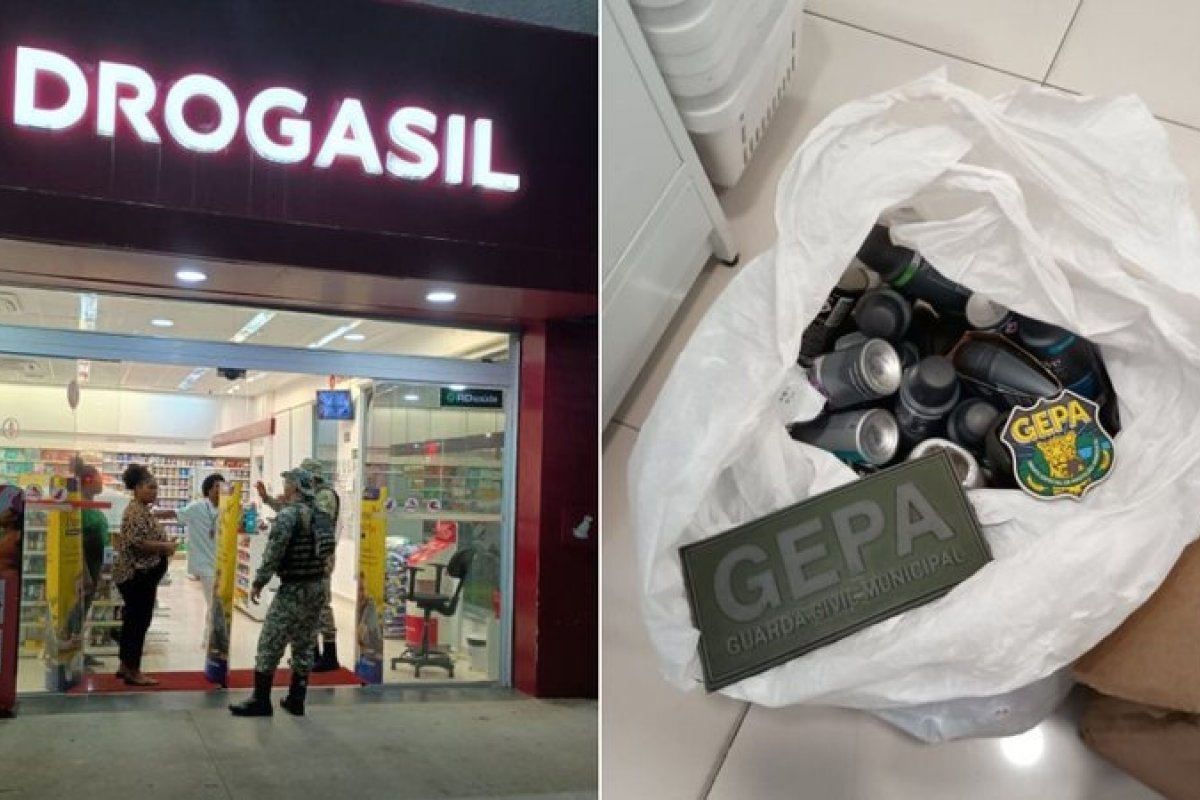 DROGASIL
RDsaúde
GEPA
GEPA
GUARDA CIVIL MUNICIPAL